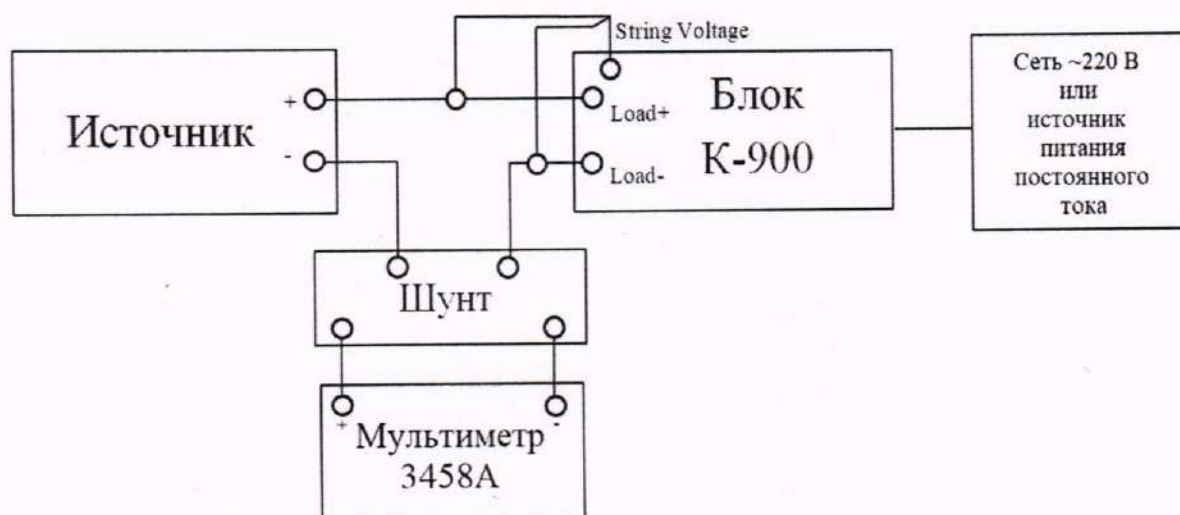 String Voltage
Источник
+
-
Load+
Load-
Блок
К-900
Сеть ~220 В
или
источник
питания
постоянного
тока
Шунт
+
-
Мультиметр
3458А